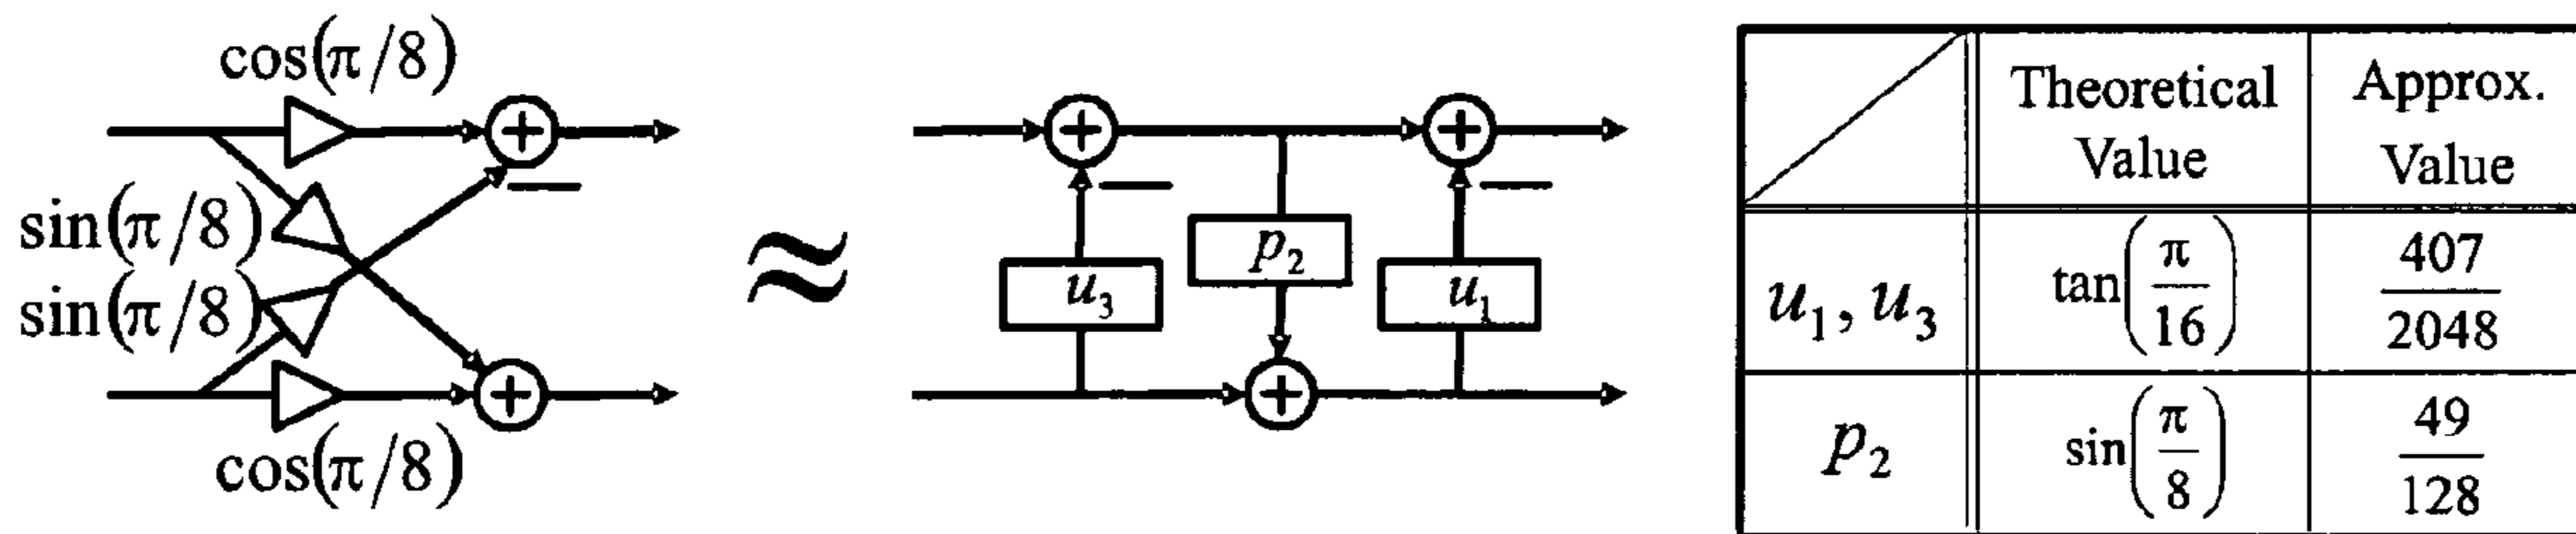 cos(π/8)
sin(π/8)
sin(π/8)
cos(π/8)
+
−
+
≈
+
−
+
−
+
u₃
p₂
u₁
Theoretical Value
Approx. Value
u₁, u₃
tan(π/16)
407/2048
p₂
sin(π/8)
49/128